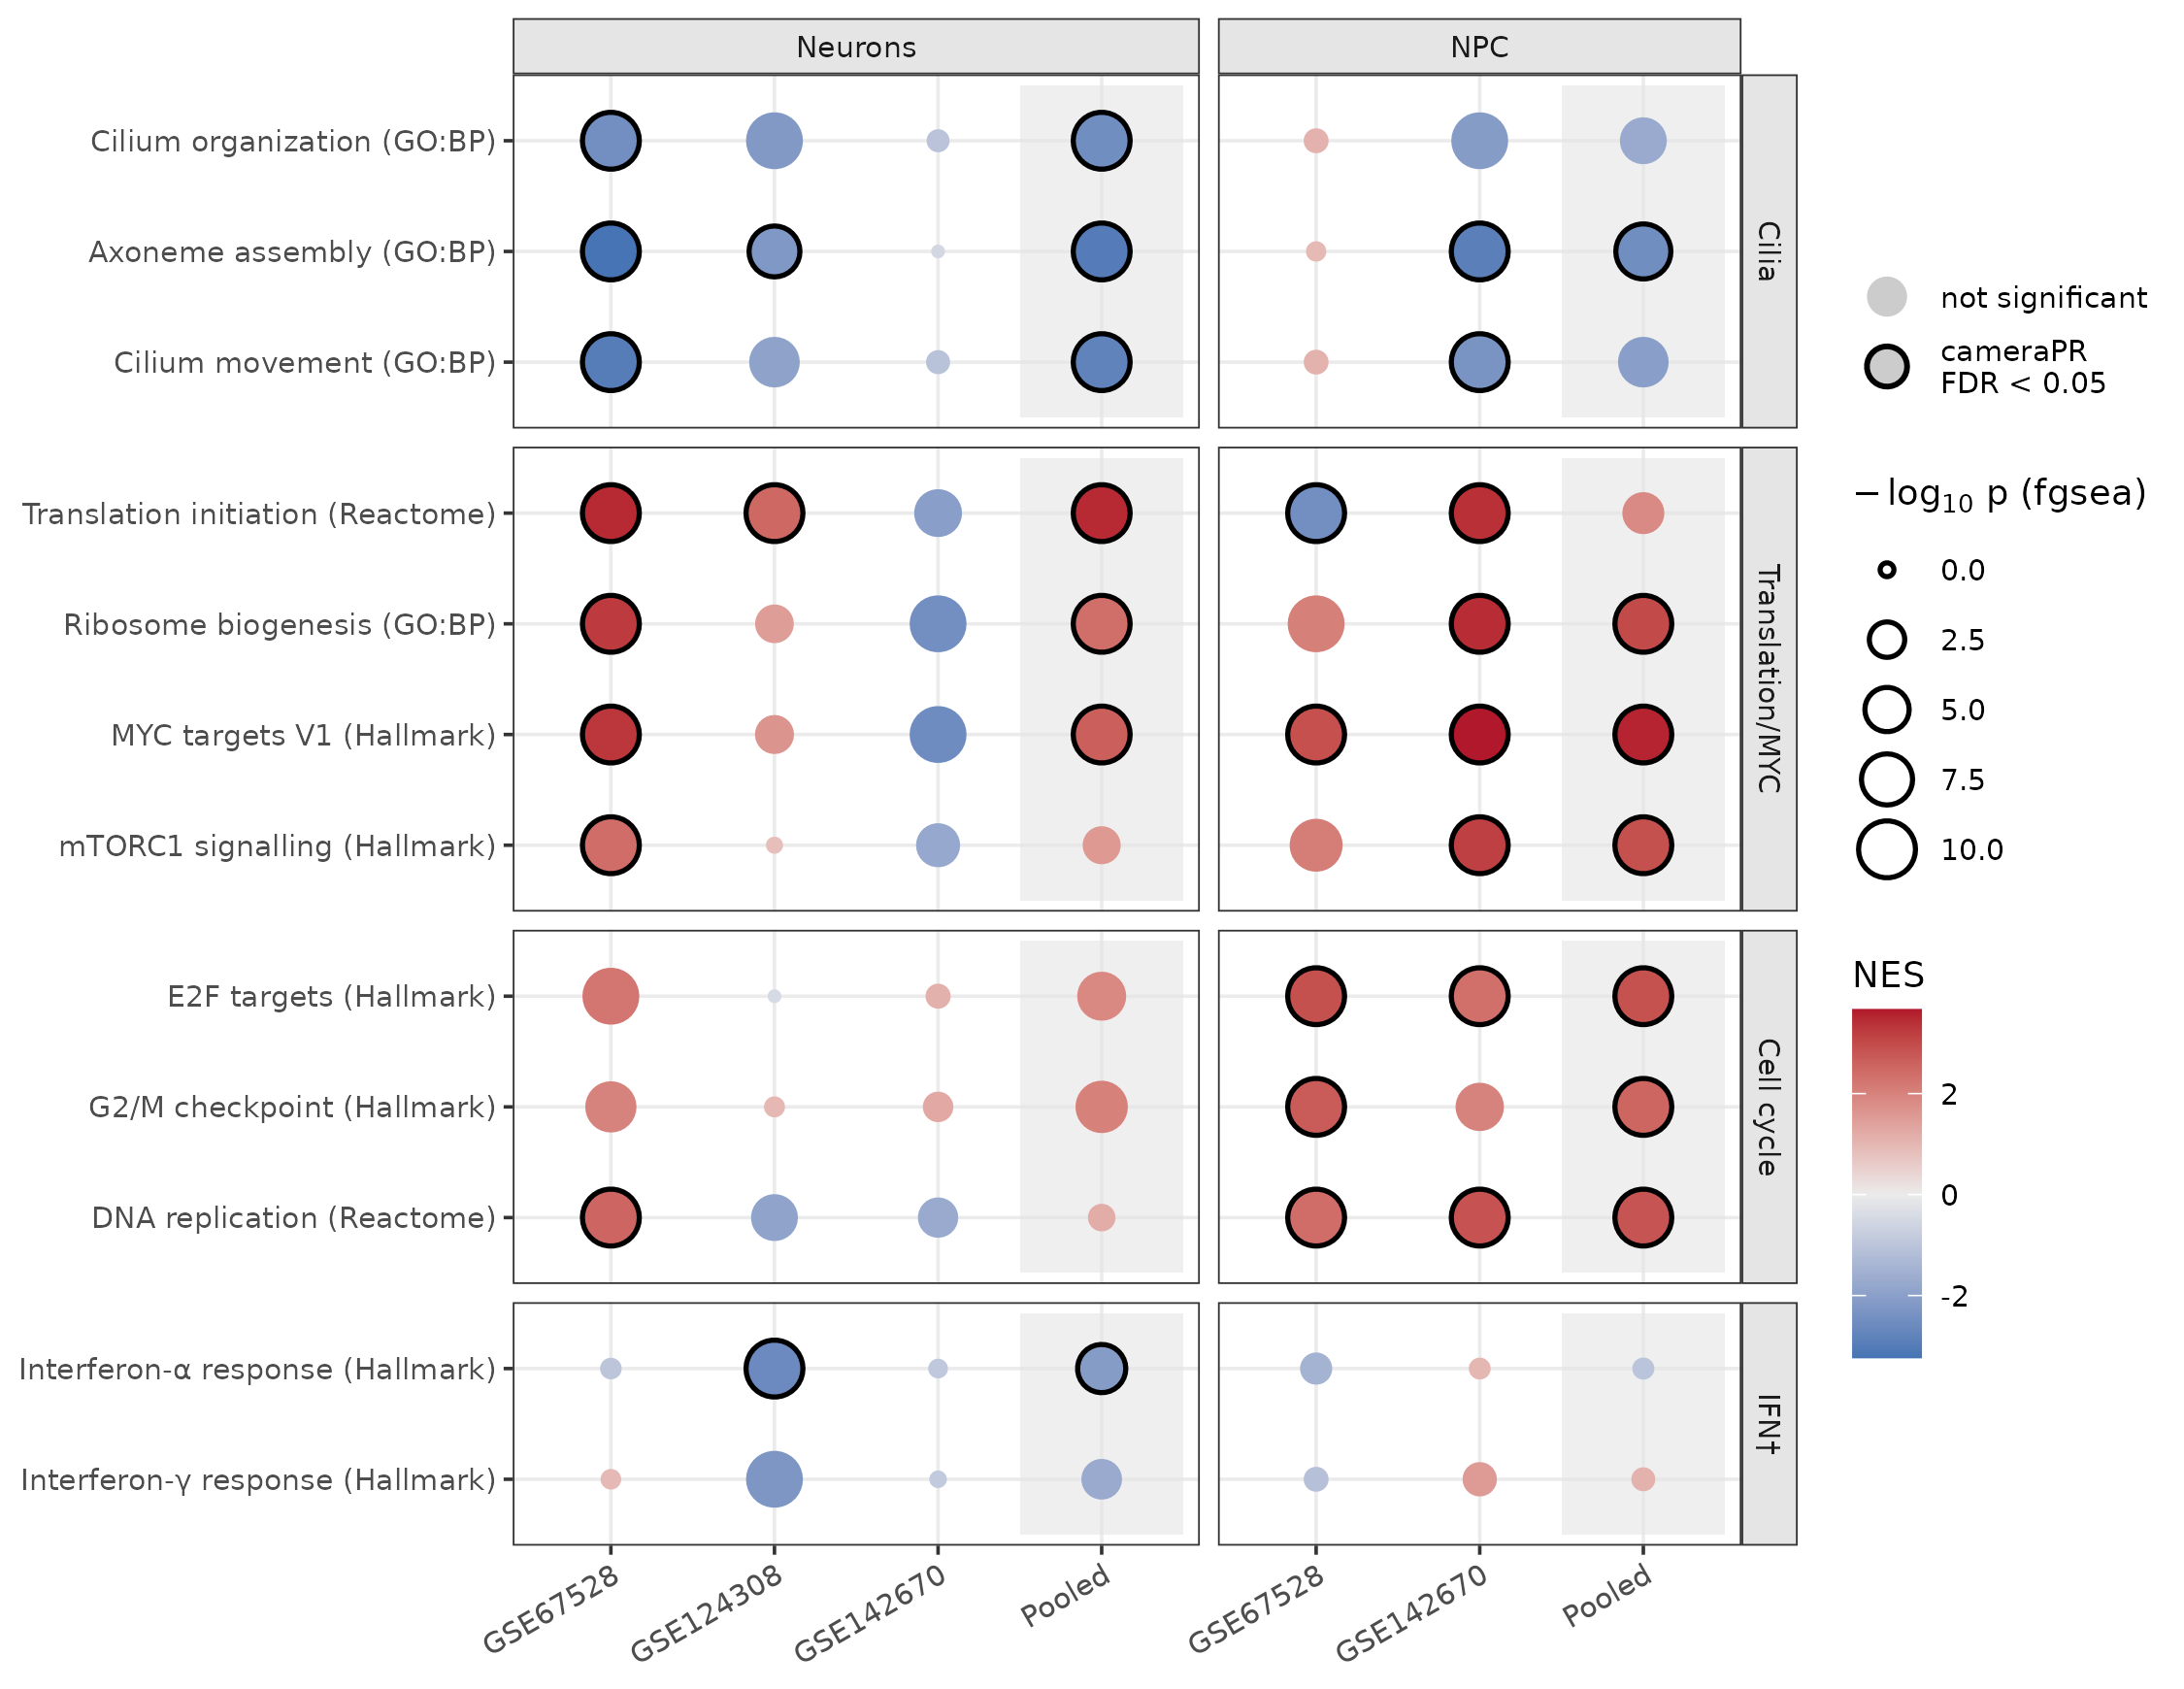 Neurons
NPC
Cilium organization (GO:BP)
Axoneme assembly (GO:BP)
Cilium movement (GO:BP)
Cilia
Translation initiation (Reactome)
Ribosome biogenesis (GO:BP)
MYC targets V1 (Hallmark)
mTORC1 signalling (Hallmark)
Translation/MYC
E2F targets (Hallmark)
G2/M checkpoint (Hallmark)
DNA replication (Reactome)
Cell cycle
Interferon-α response (Hallmark)
Interferon-γ response (Hallmark)
IFN†
GSE67528
GSE124308
GSE142670
Pooled
GSE67528
GSE142670
Pooled
not significant
cameraPR
FDR < 0.05
− log₁₀ p (fgsea)
0.0
2.5
5.0
7.5
10.0
NES
2
0
-2